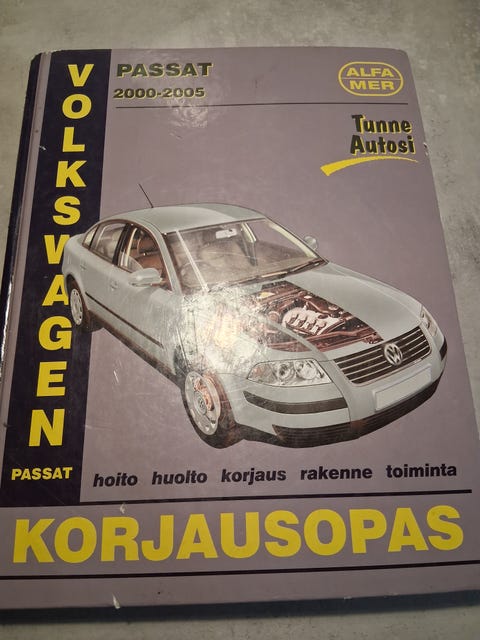 VOLKSWAGEN
PASSAT
PASSAT
2000-2005
ALFA
MER
Tunne
Autosi
hoito huolto korjaus rakenne toiminta
KORJAUSOPAS